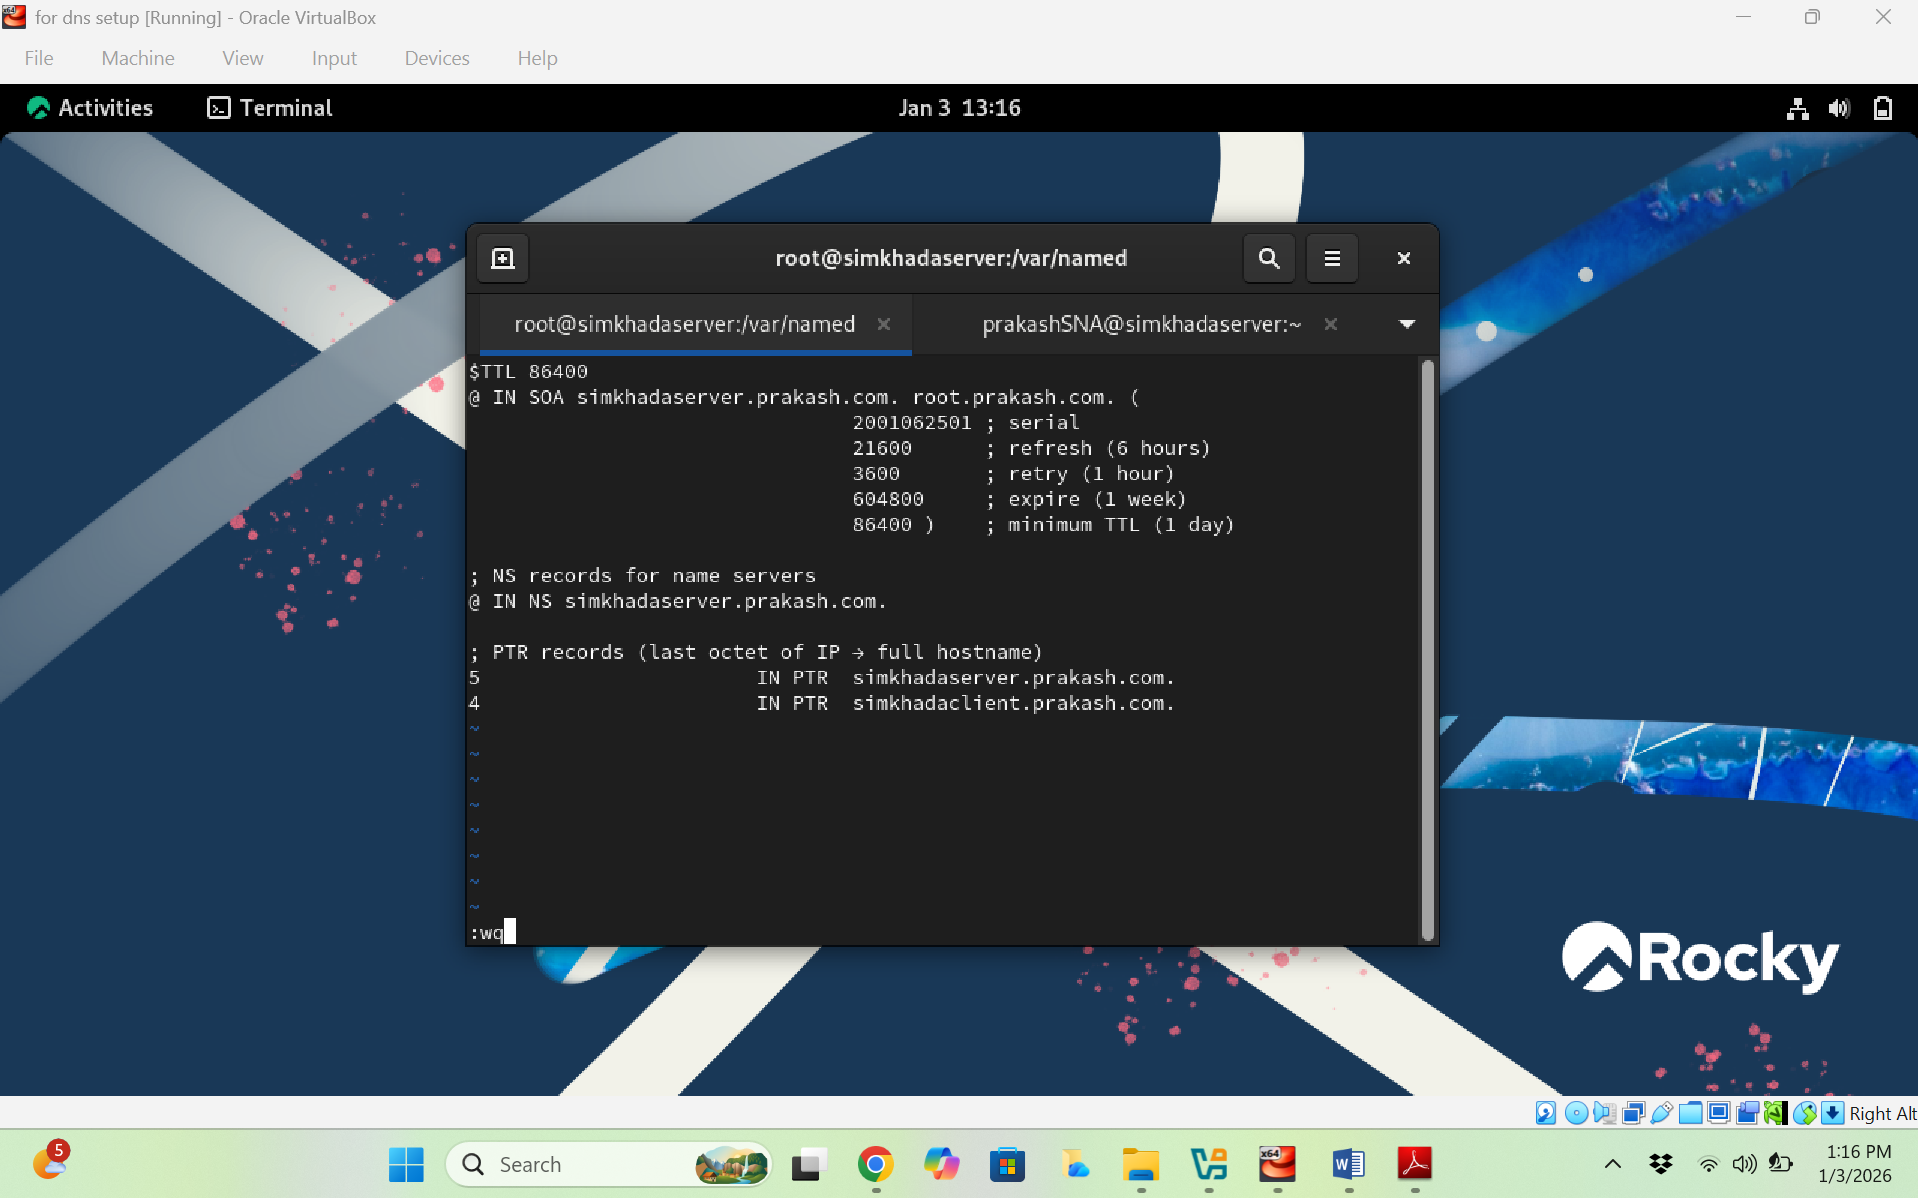 for dns setup [Running] - Oracle VirtualBox
File Machine View Input Devices Help
Activities Terminal Jan 3 13:16
root@simkhadaserver:/var/named
root@simkhadaserver:/var/named prakashSNA@simkhadaserver:~
$TTL 86400
@ IN SOA simkhadaserver.prakash.com. root.prakash.com. (
2001062501 ; serial
21600 ; refresh (6 hours)
3600 ; retry (1 hour)
604800 ; expire (1 week)
86400 ) ; minimum TTL (1 day)
; NS records for name servers
@ IN NS simkhadaserver.prakash.com.
; PTR records (last octet of IP → full hostname)
5 IN PTR simkhadaserver.prakash.com.
4 IN PTR simkhadaclient.prakash.com.
~
~
~
~
~
~
~
~
:wq
Rocky
Right Alt
5
Search
x64
1:16 PM
1/3/2026